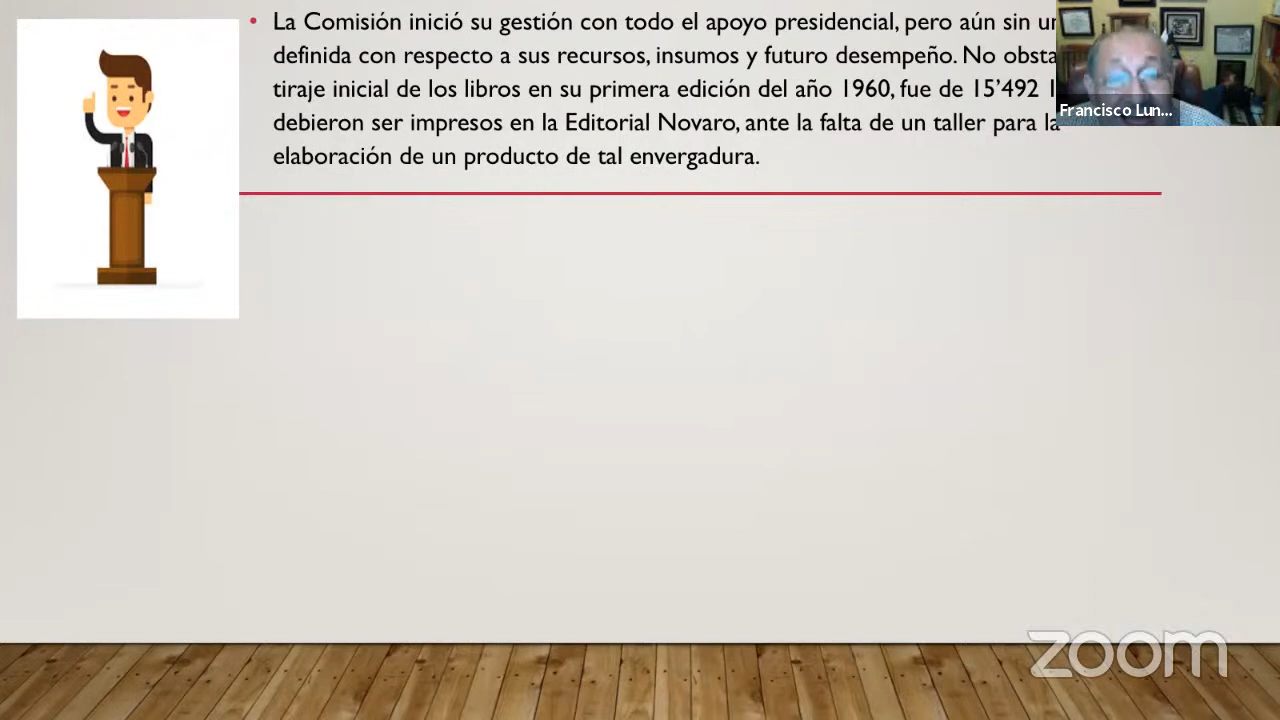 • La Comisión inició su gestión con todo el apoyo presidencial, pero aún sin
definida con respecto a sus recursos, insumos y futuro desempeño. No
tiraje inicial de los libros en su primera edición del año 1960, fue de 15’492
debieron ser impresos en la Editorial Novaro, ante la falta de un taller para la
elaboración de un producto de tal envergadura.
Francisco Lun...
zoom